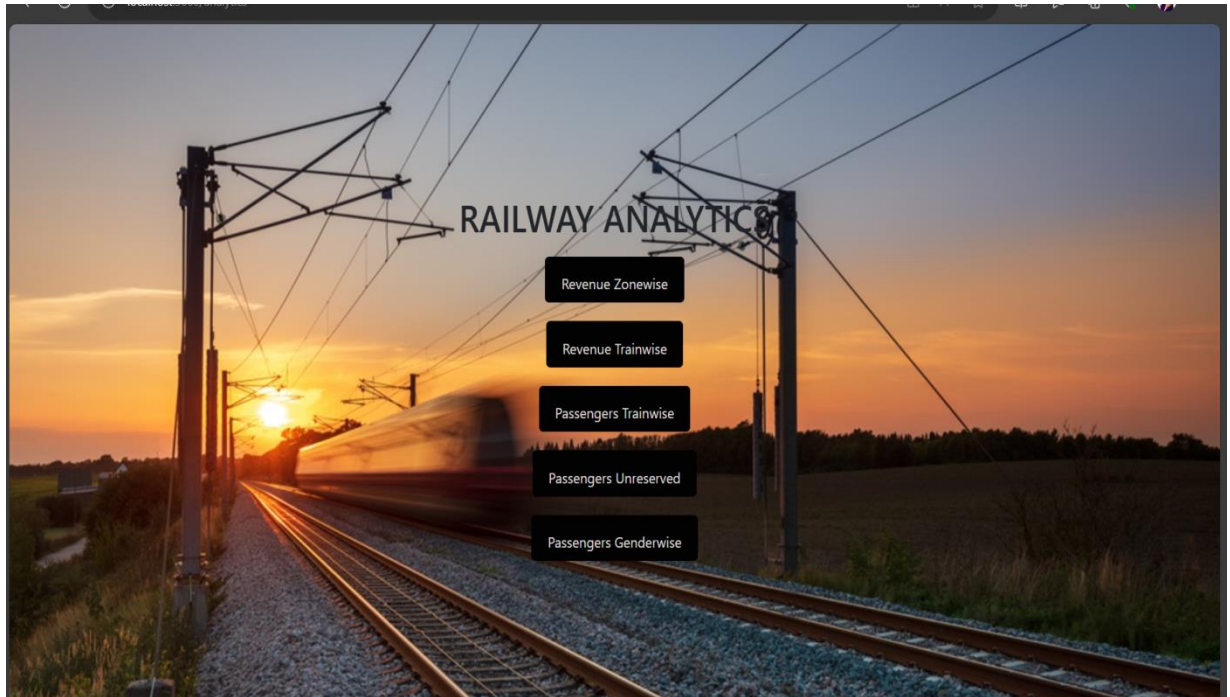 RAILWAY ANALYTICS
Revenue Zonewise
Revenue Trainwise
Passengers Trainwise
Passengers Unreserved
Passengers Genderwise